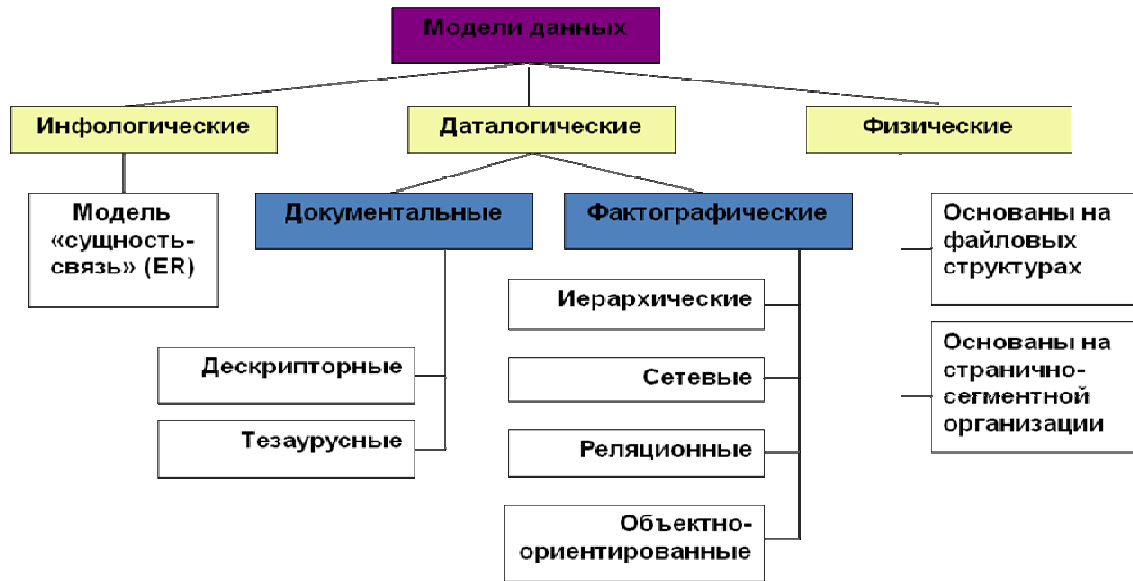 Модели данных
Инфологические
Даталогические
Физические
Модель
«сущность-
связь» (ER)
Документальные
Фактографические
Основаны на
файловых
структурах
Иерархические
Дескрипторные
Сетевые
Основаны на
странично-
сегментной
организации
Тезаурусные
Реляционные
Объектно-
ориентированные